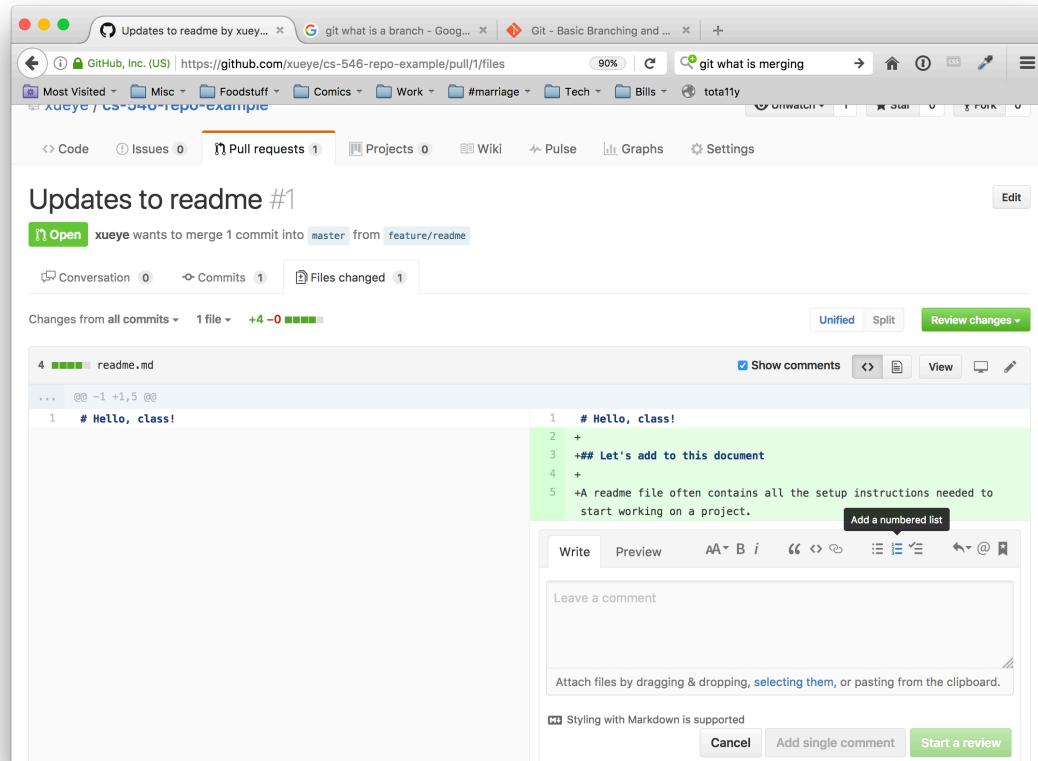 Updates to readme by xuey... ×
git what is a branch - Goog... ×
Git - Basic Branching and ... ×
GitHub, Inc. (US) https://github.com/xueye/cs-546-repo-example/pull/1/files 90% git what is merging
Most Visited Misc Foodstuff Comics Work #marriage Tech Bills tota11y
xueye / cs-546-repo-example Unwatch 1 Star 0 Fork 0
Code Issues 0 Pull requests 1 Projects 0 Wiki Pulse Graphs Settings
Updates to readme #1 Edit
Open xueye wants to merge 1 commit into master from feature/readme
Conversation 0 Commits 1 Files changed 1
Changes from all commits 1 file +4 −0 Unified Split Review changes
4 readme.md Show comments <> View
... @@ -1 +1,5 @@
1 # Hello, class! 1 # Hello, class!
2 +
3 +## Let's add to this document
4 +
5 +A readme file often contains all the setup instructions needed to
start working on a project.
Add a numbered list
Write Preview AA B i “ <> @
Leave a comment
Attach files by dragging & dropping, selecting them, or pasting from the clipboard.
Styling with Markdown is supported
Cancel Add single comment Start a review